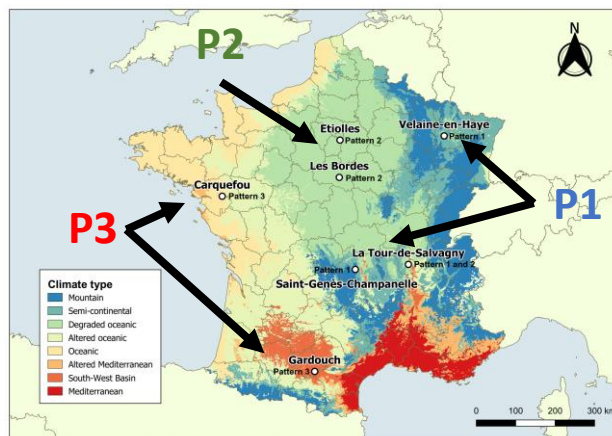 P2
N
Etiolles
Pattern 2
Velaine-en-Haye
Pattern 1
Les Bordes
Pattern 2
Carquefou
Pattern 3
P1
P3
La Tour-de-Salvagny
Pattern 1 and 2
Pattern 1
Saint-Genès-Champanelle
Climate type
Mountain
Semi-continental
Degraded oceanic
Altered oceanic
Oceanic
Altered Mediterranean
South-West Basin
Mediterranean
Gardouch
Pattern 3
0 100 200 300 km